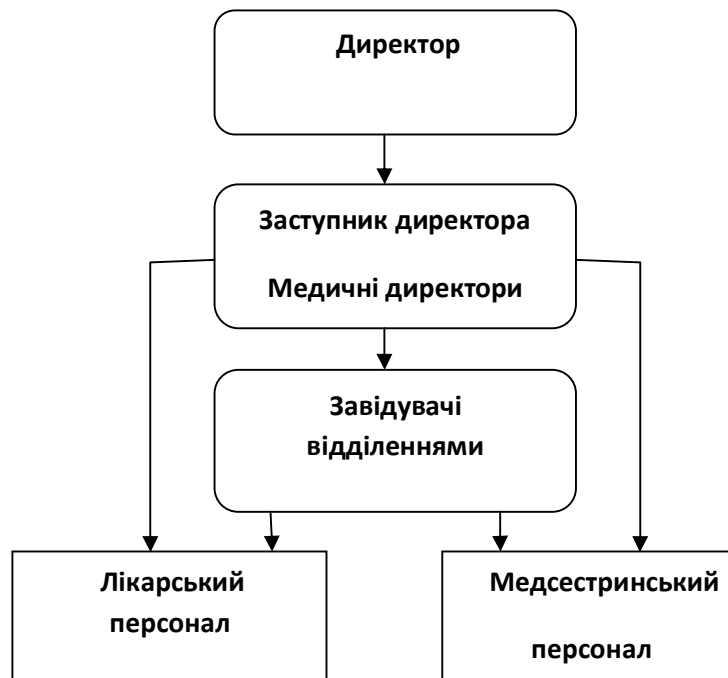 Директор
Заступник директора
Медичні директори
Завідувачі
відділеннями
Лікарський
персонал
Медсестринський
персонал